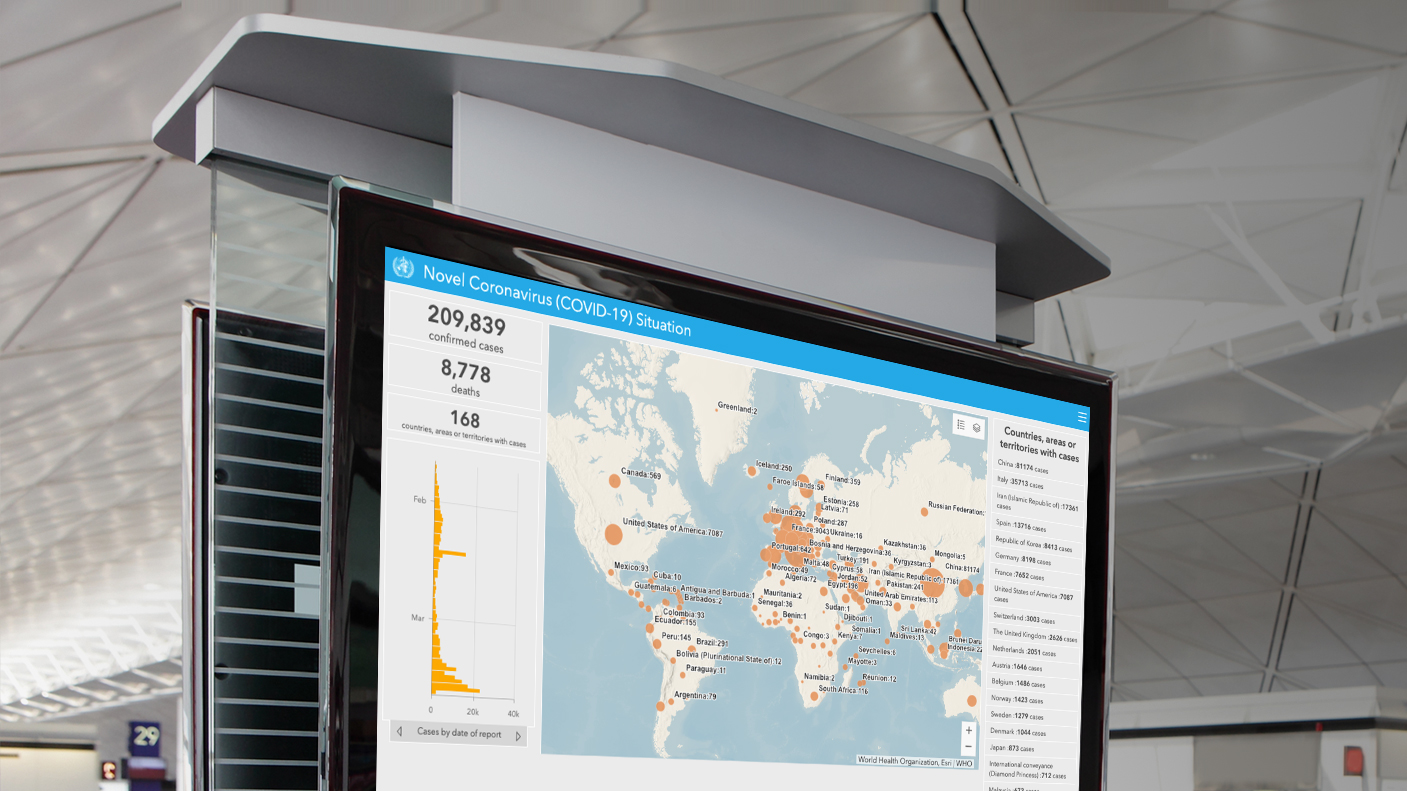 Novel Coronavirus (COVID-19) Situation
209,839
confirmed cases
8,778
deaths
168
countries, areas or territories with cases
Feb
Mar
0
20k
40k
Cases by date of report
Greenland:2
Canada:569
United States of America:7087
Mexico:93
Cuba:10
Guatemala:6
Antigua and Barbuda:1
Barbados:2
Colombia:93
Ecuador:155
Peru:145
Brazil:291
Bolivia (Plurinational State of):12
Paraguay:11
Argentina:79
Iceland:250
Faroe Islands:58
Finland:359
Estonia:258
Latvia:71
Russian Federation:
Ireland:292
Poland:287
France:9043
Ukraine:16
Bosnia and Herzegovina:36
Kazakhstan:36
Mongolia:5
Portugal:642
Malta:48
Turkey:191
Kyrgyzstan:3
China:81174
Morocco:49
Cyprus:58
Iran (Islamic Republic of):17361
Algeria:72
Jordan:52
Pakistan:241
Egypt:196
Mauritania:2
United Arab Emirates:113
Senegal:36
Oman:33
Sudan:1
Benin:1
Djibouti:1
Somalia:1
Sri Lanka:42
Congo:3
Kenya:7
Maldives:13
Brunei Daru
Indonesia:22
Seychelles:6
Mayotte:3
Namibia:2
Reunion:12
South Africa:116
+
−
World Health Organization, Esri | WHO
Countries, areas or
territories with cases
China :81174 cases
Italy :35713 cases
Iran (Islamic Republic of) :17361
cases
Spain :13716 cases
Republic of Korea :8413 cases
Germany :8198 cases
France :7652 cases
United States of America :7087
cases
Switzerland :3003 cases
The United Kingdom :2626 cases
Netherlands :2051 cases
Austria :1646 cases
Belgium :1486 cases
Norway :1423 cases
Sweden :1279 cases
Denmark :1044 cases
Japan :873 cases
International conveyance
(Diamond Princess) :712 cases
29